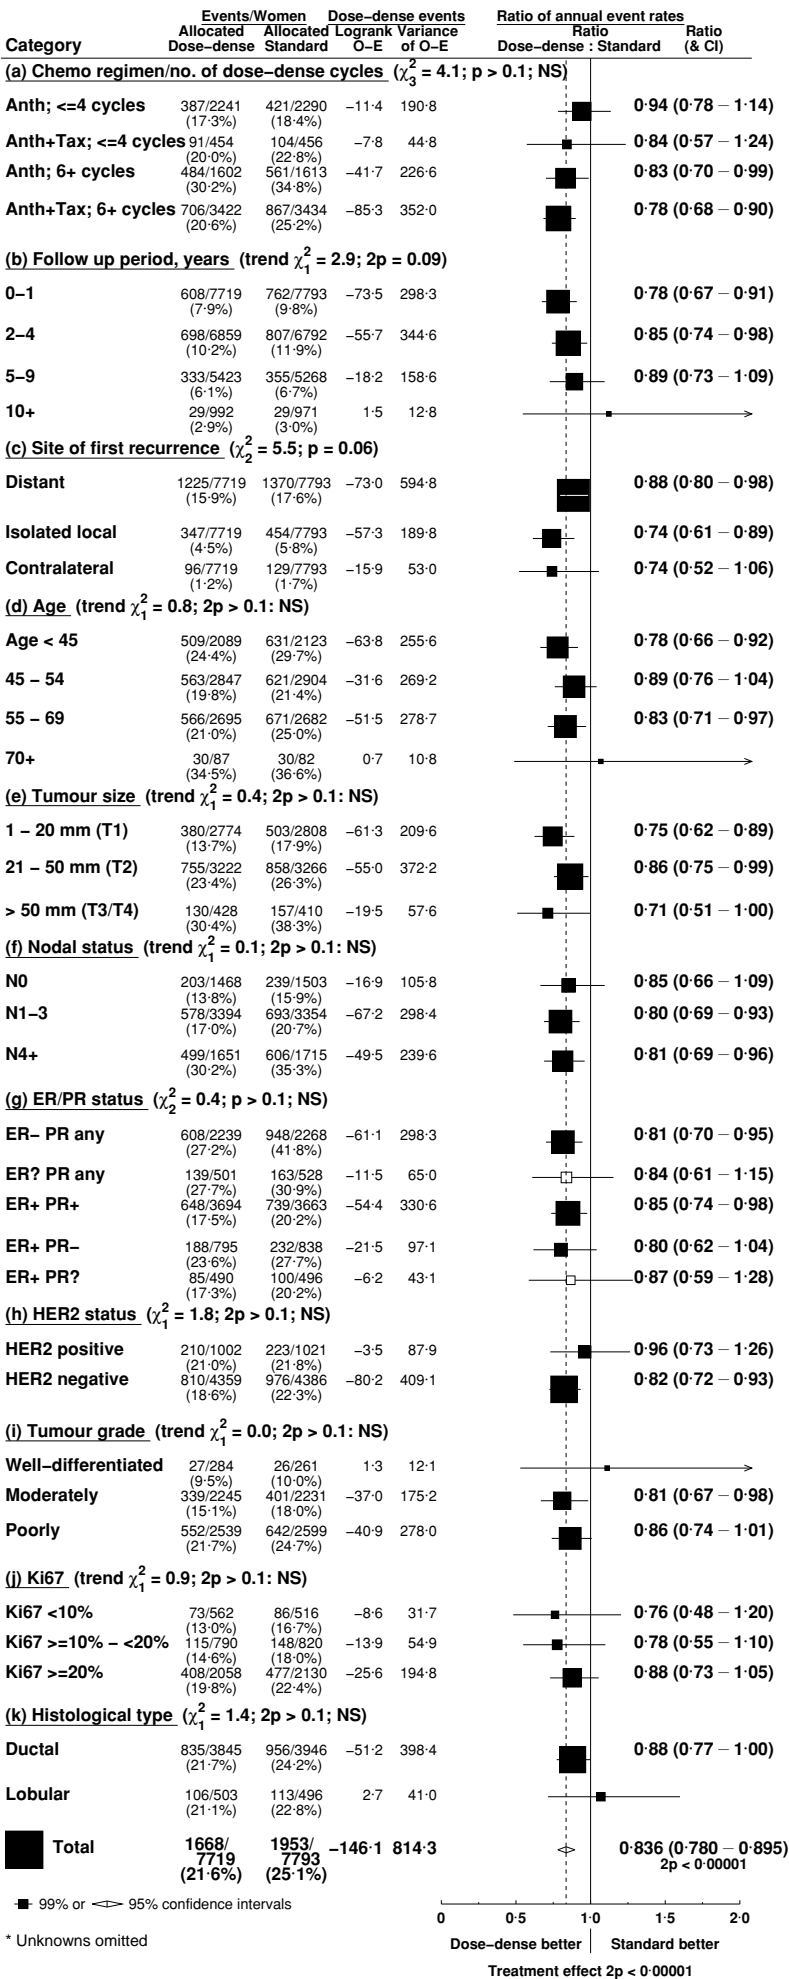 Events/Women Dose–dense events Ratio of annual event rates
Allocated Allocated Logrank Variance Ratio Ratio
Category Dose–dense Standard O–E of O–E Dose–dense : Standard (& CI)
(a) Chemo regimen/no. of dose–dense cycles (χ²₃ = 4.1; p > 0.1; NS)
Anth; <=4 cycles 387/2241 421/2290 –11·4 190·8 0·94 (0·78 – 1·14)
(17·3%) (18·4%)
Anth+Tax; <=4 cycles 91/454 104/456 –7·8 44·8 0·84 (0·57 – 1·24)
(20·0%) (22·8%)
Anth; 6+ cycles 484/1602 561/1613 –41·7 226·6 0·83 (0·70 – 0·99)
(30·2%) (34·8%)
Anth+Tax; 6+ cycles 706/3422 867/3434 –85·3 352·0 0·78 (0·68 – 0·90)
(20·6%) (25·2%)
(b) Follow up period, years (trend χ²₁ = 2.9; 2p = 0.09)
0–1 608/7719 762/7793 –73·5 298·3 0·78 (0·67 – 0·91)
(7·9%) (9·8%)
2–4 698/6859 807/6792 –55·7 344·6 0·85 (0·74 – 0·98)
(10·2%) (11·9%)
5–9 333/5423 355/5268 –18·2 158·6 0·89 (0·73 – 1·09)
(6·1%) (6·7%)
10+ 29/992 29/971 1·5 12·8
(2·9%) (3·0%)
(c) Site of first recurrence (χ²₂ = 5.5; p = 0.06)
Distant 1225/7719 1370/7793 –73·0 594·8 0·88 (0·80 – 0·98)
(15·9%) (17·6%)
Isolated local 347/7719 454/7793 –57·3 189·8 0·74 (0·61 – 0·89)
(4·5%) (5·8%)
Contralateral 96/7719 129/7793 –15·9 53·0 0·74 (0·52 – 1·06)
(1·2%) (1·7%)
(d) Age (trend χ²₁ = 0.8; 2p > 0.1: NS)
Age < 45 509/2089 631/2123 –63·8 255·6 0·78 (0·66 – 0·92)
(24·4%) (29·7%)
45 – 54 563/2847 621/2904 –31·6 269·2 0·89 (0·76 – 1·04)
(19·8%) (21·4%)
55 – 69 566/2695 671/2682 –51·5 278·7 0·83 (0·71 – 0·97)
(21·0%) (25·0%)
70+ 30/87 30/82 0·7 10·8
(34·5%) (36·6%)
(e) Tumour size (trend χ²₁ = 0.4; 2p > 0.1: NS)
1 – 20 mm (T1) 380/2774 503/2808 –61·3 209·6 0·75 (0·62 – 0·89)
(13·7%) (17·9%)
21 – 50 mm (T2) 755/3222 858/3266 –55·0 372·2 0·86 (0·75 – 0·99)
(23·4%) (26·3%)
> 50 mm (T3/T4) 130/428 157/410 –19·5 57·6 0·71 (0·51 – 1·00)
(30·4%) (38·3%)
(f) Nodal status (trend χ²₁ = 0.1; 2p > 0.1: NS)
N0 203/1468 239/1503 –16·9 105·8 0·85 (0·66 – 1·09)
(13·8%) (15·9%)
N1–3 578/3394 693/3354 –67·2 298·4 0·80 (0·69 – 0·93)
(17·0%) (20·7%)
N4+ 499/1651 606/1715 –49·5 239·6 0·81 (0·69 – 0·96)
(30·2%) (35·3%)
(g) ER/PR status (χ²₂ = 0.4; p > 0.1; NS)
ER– PR any 608/2239 948/2268 –61·1 298·3 0·81 (0·70 – 0·95)
(27·2%) (41·8%)
ER? PR any 139/501 163/528 –11·5 65·0 0·84 (0·61 – 1·15)
(27·7%) (30·9%)
ER+ PR+ 648/3694 739/3663 –54·4 330·6 0·85 (0·74 – 0·98)
(17·5%) (20·2%)
ER+ PR– 188/795 232/838 –21·5 97·1 0·80 (0·62 – 1·04)
(23·6%) (27·7%)
ER+ PR? 85/490 100/496 –6·2 43·1 0·87 (0·59 – 1·28)
(17·3%) (20·2%)
(h) HER2 status (χ²₁ = 1.8; 2p > 0.1; NS)
HER2 positive 210/1002 223/1021 –3·5 87·9 0·96 (0·73 – 1·26)
(21·0%) (21·8%)
HER2 negative 810/4359 976/4386 –80·2 409·1 0·82 (0·72 – 0·93)
(18·6%) (22·3%)
(i) Tumour grade (trend χ²₁ = 0.0; 2p > 0.1: NS)
Well–differentiated 27/284 26/261 1·3 12·1
(9·5%) (10·0%)
Moderately 339/2245 401/2231 –37·0 175·2 0·81 (0·67 – 0·98)
(15·1%) (18·0%)
Poorly 552/2539 642/2599 –40·9 278·0 0·86 (0·74 – 1·01)
(21·7%) (24·7%)
(j) Ki67 (trend χ²₁ = 0.9; 2p > 0.1: NS)
Ki67 <10% 73/562 86/516 –8·6 31·7 0·76 (0·48 – 1·20)
(13·0%) (16·7%)
Ki67 >=10% – <20% 115/790 148/820 –13·9 54·9 0·78 (0·55 – 1·10)
(14·6%) (18·0%)
Ki67 >=20% 408/2058 477/2130 –25·6 194·8 0·88 (0·73 – 1·05)
(19·8%) (22·4%)
(k) Histological type (χ²₁ = 1.4; 2p > 0.1; NS)
Ductal 835/3845 956/3946 –51·2 398·4 0·88 (0·77 – 1·00)
(21·7%) (24·2%)
Lobular 106/503 113/496 2·7 41·0
(21·1%) (22·8%)
Total 1668/ 1953/ –146·1 814·3 0·836 (0·780 – 0·895)
7719 7793 2p < 0·00001
(21·6%) (25·1%)
99% or 95% confidence intervals
0 0·5 1·0 1·5 2·0
* Unknowns omitted
Dose–dense better Standard better
Treatment effect 2p < 0·00001